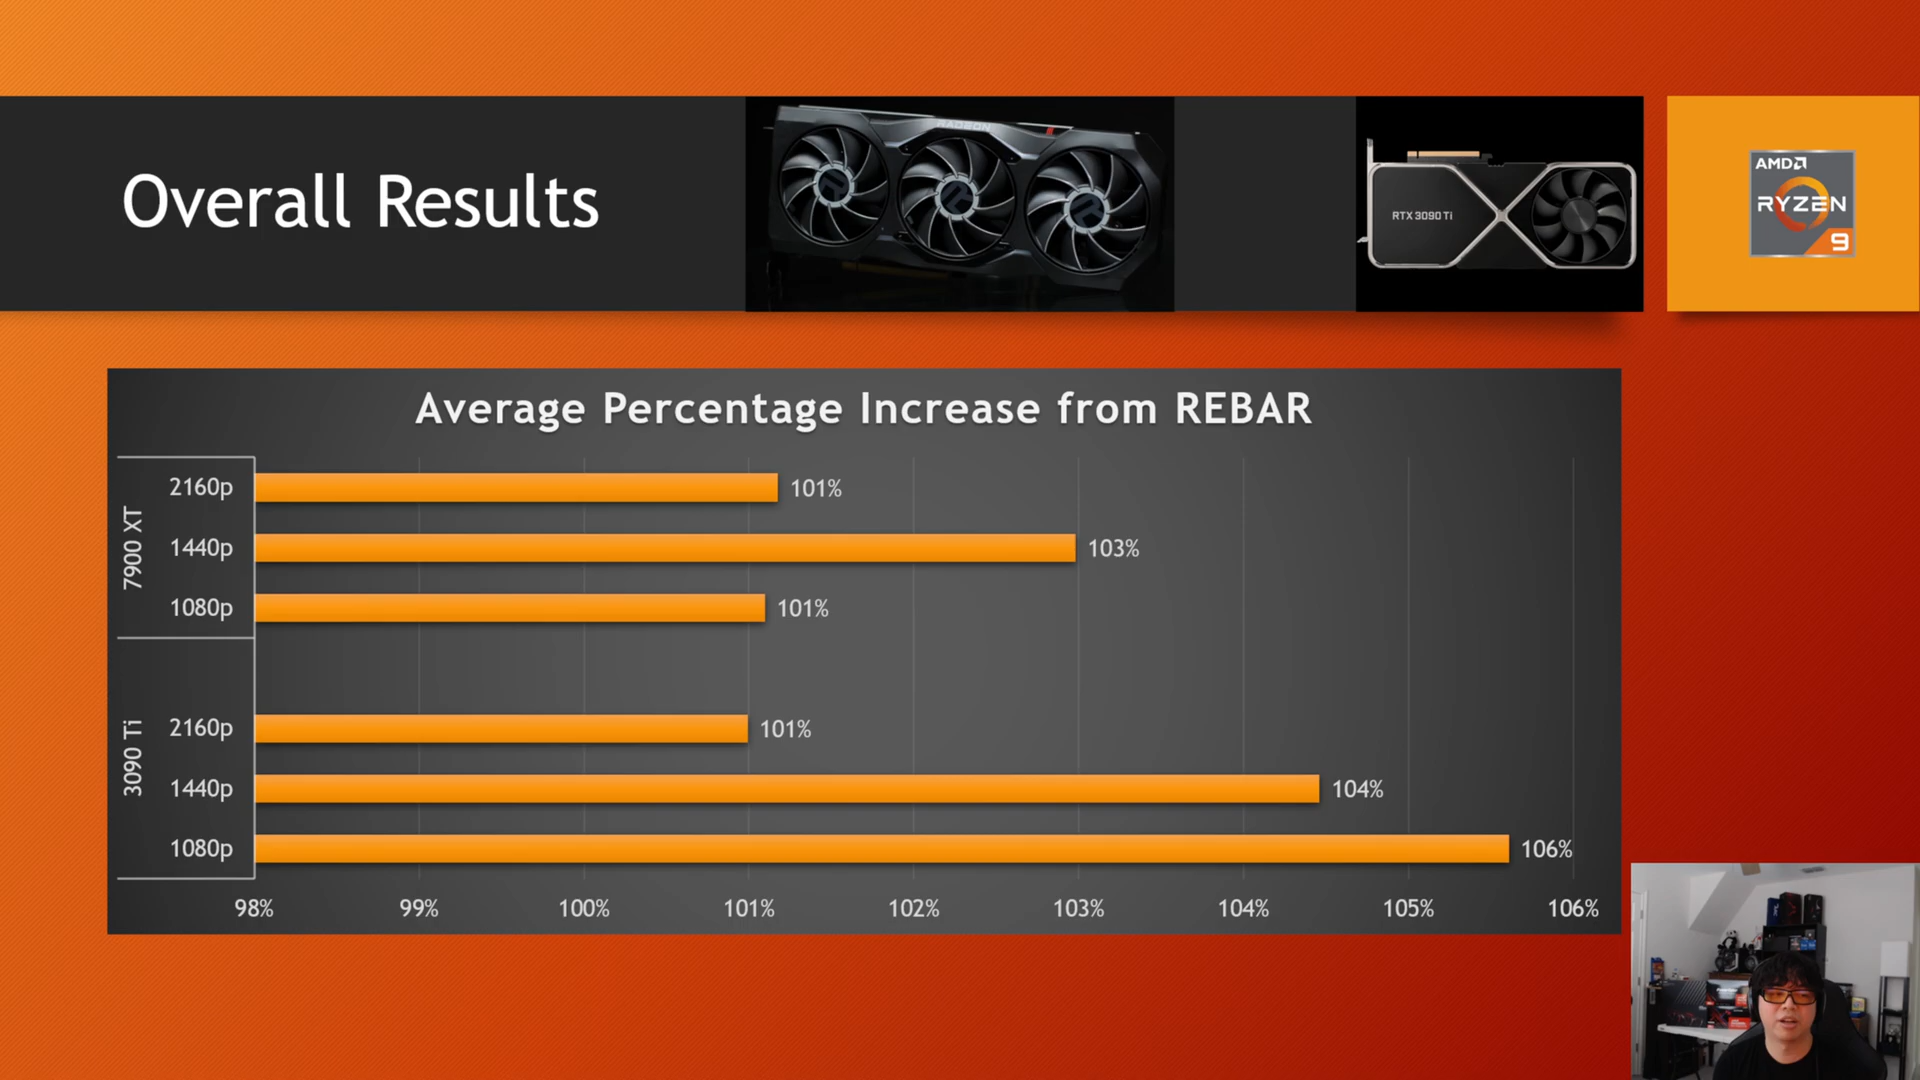 Overall Results
RADEON
RTX 3090 Ti
AMD
RYZEN
9
Average Percentage Increase from REBAR
7900 XT
2160p 101%
1440p 103%
1080p 101%
3090 Ti
2160p 101%
1440p 104%
1080p 106%
98% 99% 100% 101% 102% 103% 104% 105% 106%